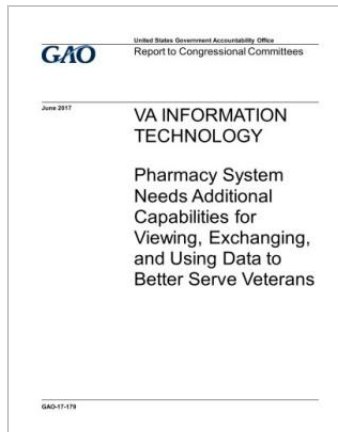 United States Government Accountability Office
GAO
Report to Congressional Committees
June 2017
VA INFORMATION
TECHNOLOGY
Pharmacy System
Needs Additional
Capabilities for
Viewing, Exchanging,
and Using Data to
Better Serve Veterans
GAO-17-179